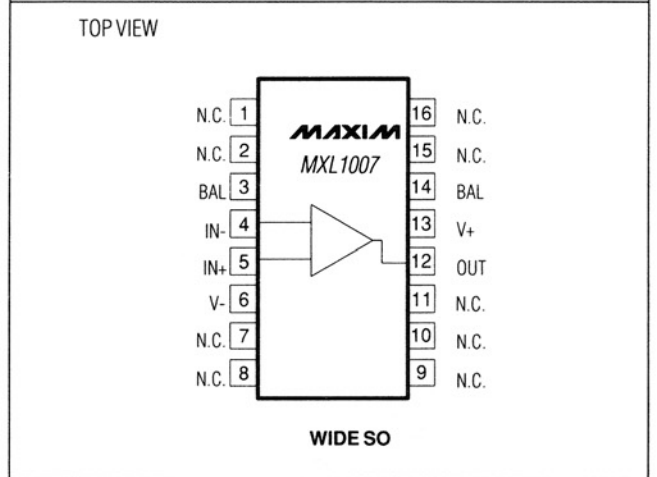 TOP VIEW
N.C. 1 16 N.C.
MAXIM
N.C. 2 15 N.C.
MXL1007
BAL 3 14 BAL
IN- 4 13 V+
IN+ 5 12 OUT
V- 6 11 N.C.
N.C. 7 10 N.C.
N.C. 8 9 N.C.
WIDE SO